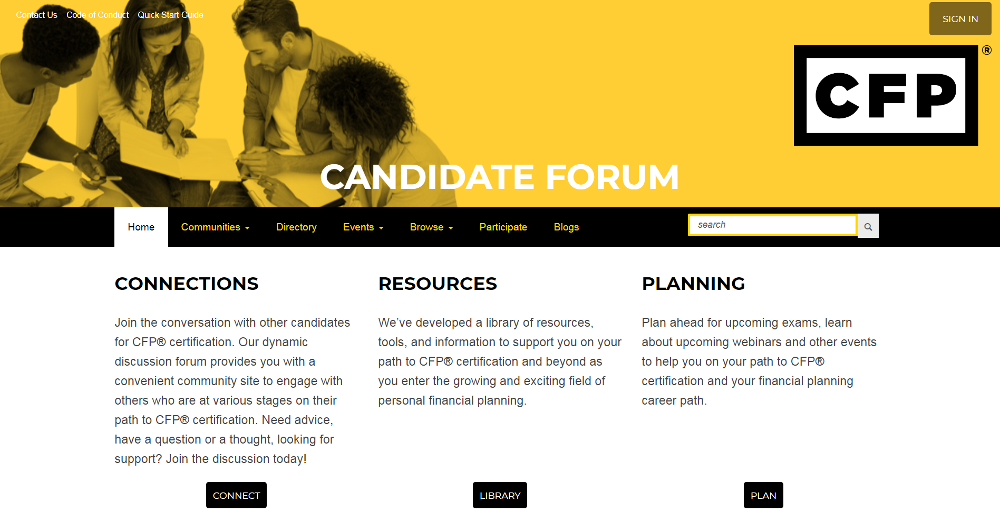 Contact Us Code of Conduct Quick Start Guide
SIGN IN
CFP®
CANDIDATE FORUM
Home Communities Directory Events Browse Participate Blogs search
CONNECTIONS
Join the conversation with other candidates
for CFP® certification. Our dynamic
discussion forum provides you with a
convenient community site to engage with
others who are at various stages on their
path to CFP® certification. Need advice,
have a question or a thought, looking for
support? Join the discussion today!
CONNECT
RESOURCES
We’ve developed a library of resources,
tools, and information to support you on your
path to CFP® certification and beyond as
you enter the growing and exciting field of
personal financial planning.
LIBRARY
PLANNING
Plan ahead for upcoming exams, learn
about upcoming webinars and other events
to help you on your path to CFP®
certification and your financial planning
career path.
PLAN